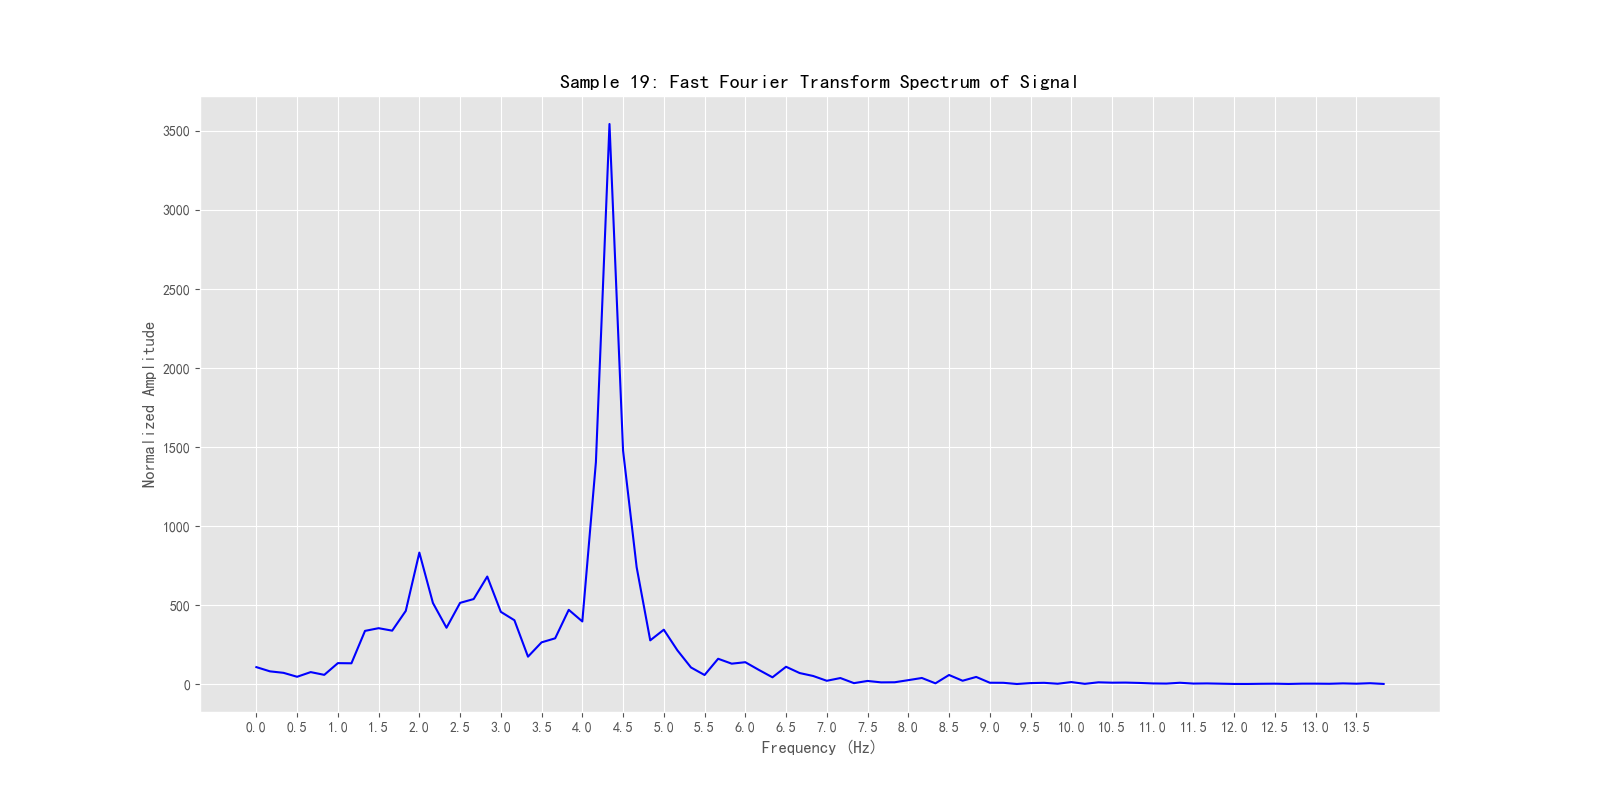 Sample 19: Fast Fourier Transform Spectrum of Signal
3500
3000
2500
2000
1500
1000
500
0
Normalized Amplitude
0.0 0.5 1.0 1.5 2.0 2.5 3.0 3.5 4.0 4.5 5.0 5.5 6.0 6.5 7.0 7.5 8.0 8.5 9.0 9.5 10.0 10.5 11.0 11.5 12.0 12.5 13.0 13.5
Frequency (Hz)